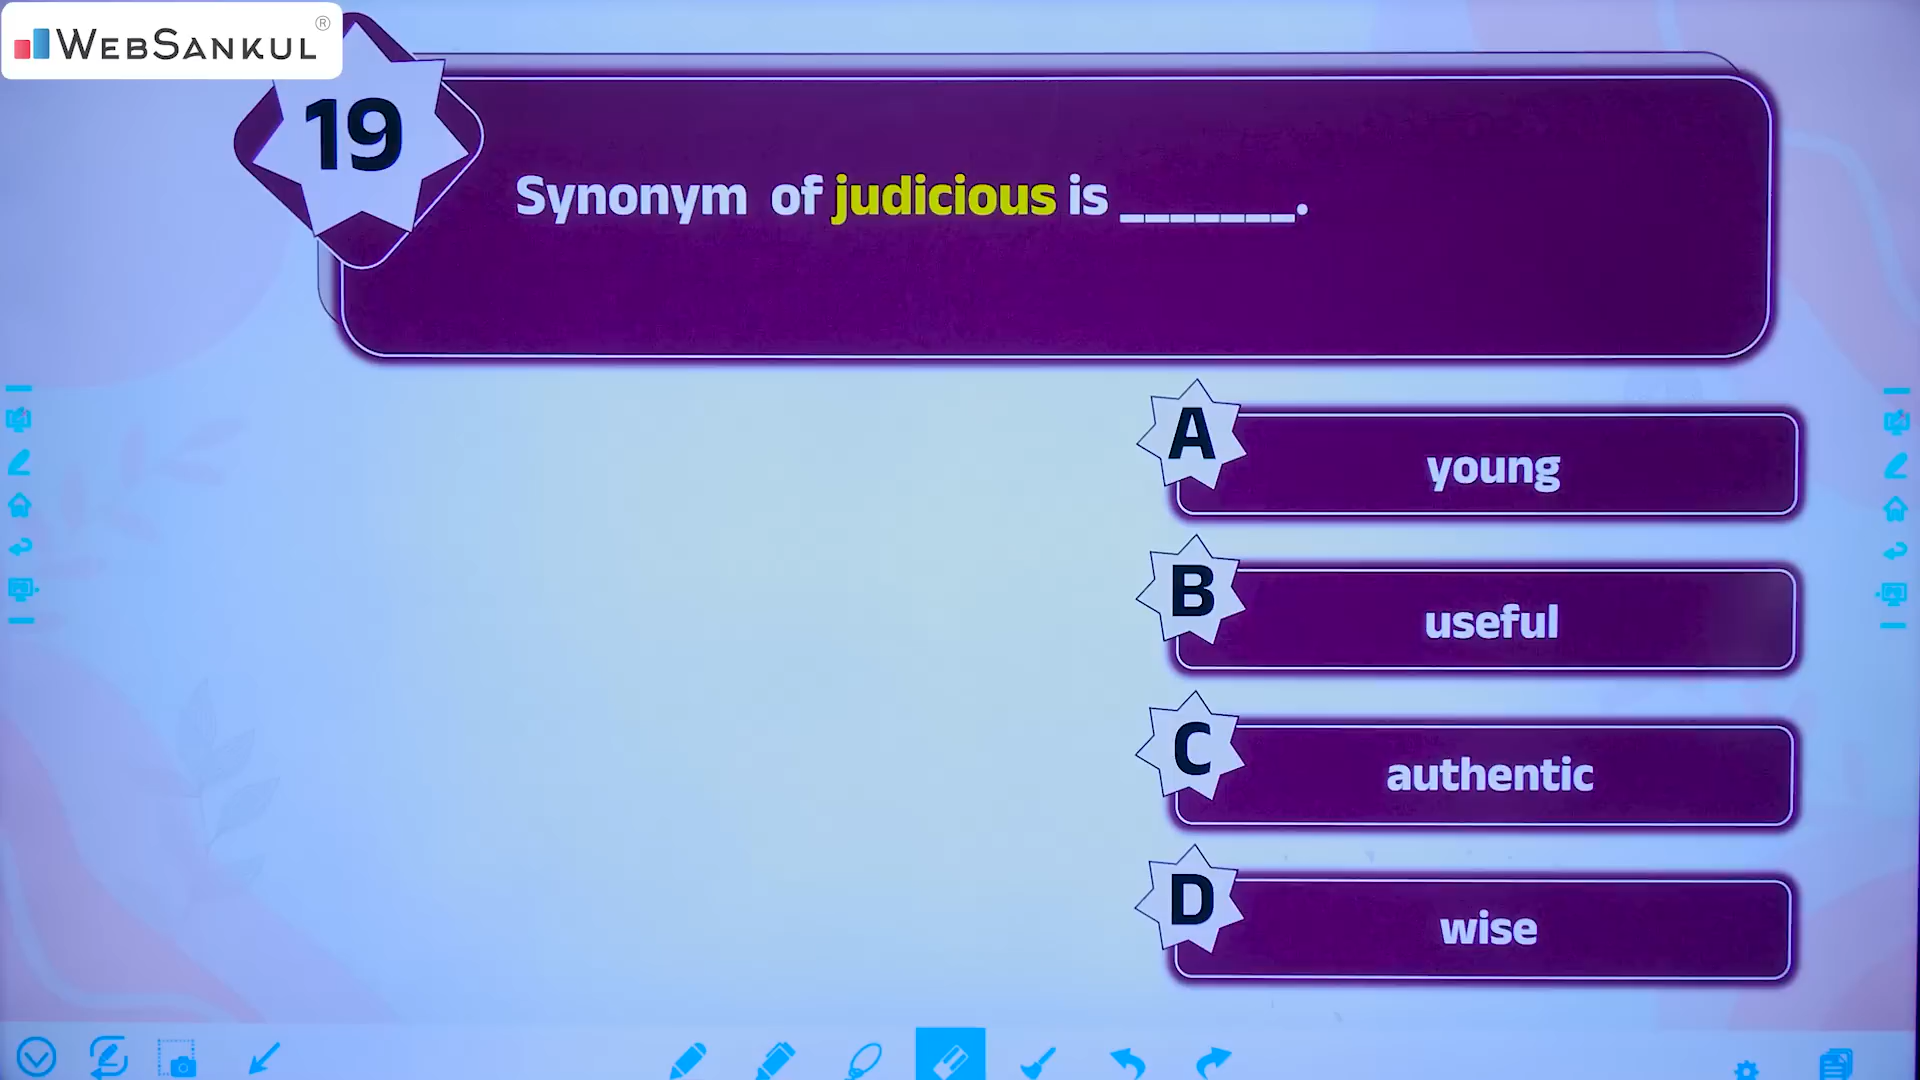 WEBSANKUL®
19
Synonym of judicious is _______.
A
young
B
useful
C
authentic
D
wise